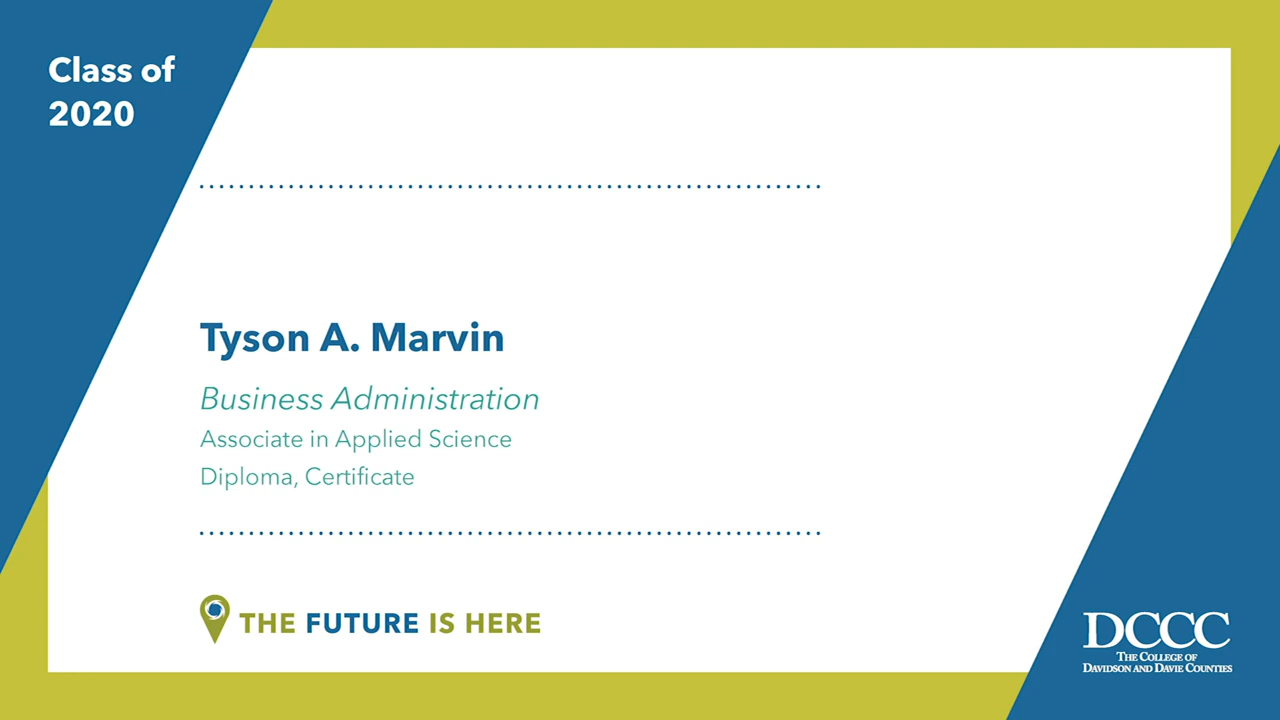 Class of
2020
Tyson A. Marvin
Business Administration
Associate in Applied Science
Diploma, Certificate
THE FUTURE IS HERE
DCCC
THE COLLEGE OF
DAVIDSON AND DAVIE COUNTIES